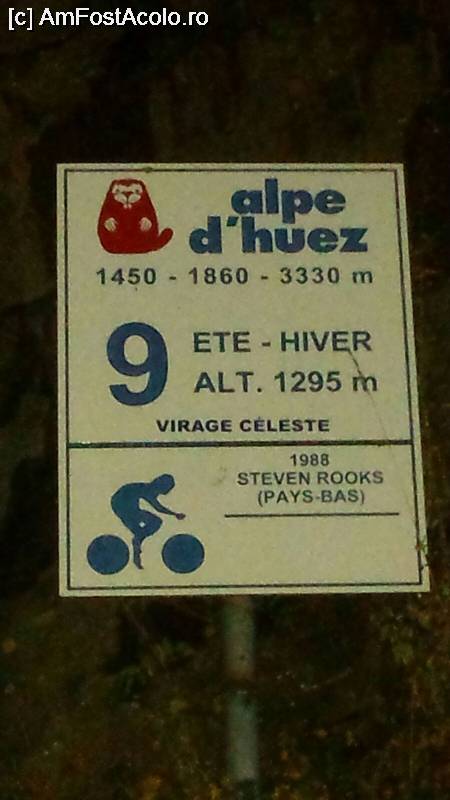 [c] AmFostAcolo.ro
alpe
d'huez
1450 - 1860 - 3330 m
9
ETE - HIVER
ALT. 1295 m
VIRAGE CÉLESTE
1988
STEVEN ROOKS
(PAYS-BAS)